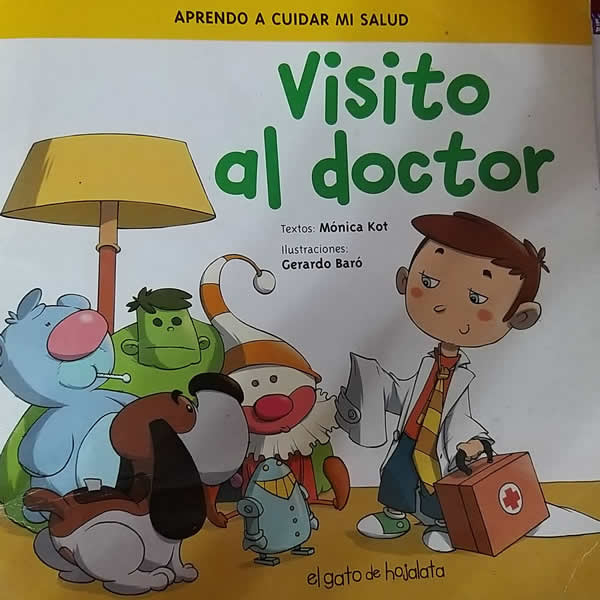 APRENDO A CUIDAR MI SALUD
Visito
al doctor
Textos: Mónica Kot
Ilustraciones:
Gerardo Baró
el gato de hojalata